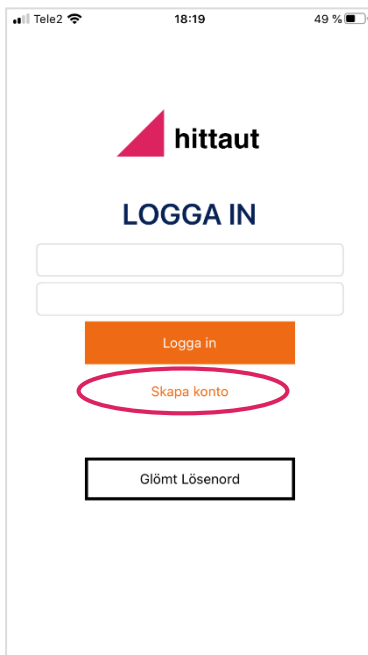 Tele2 18:19 49 %
hittaut
LOGGA IN
Logga in
Skapa konto
Glömt Lösenord